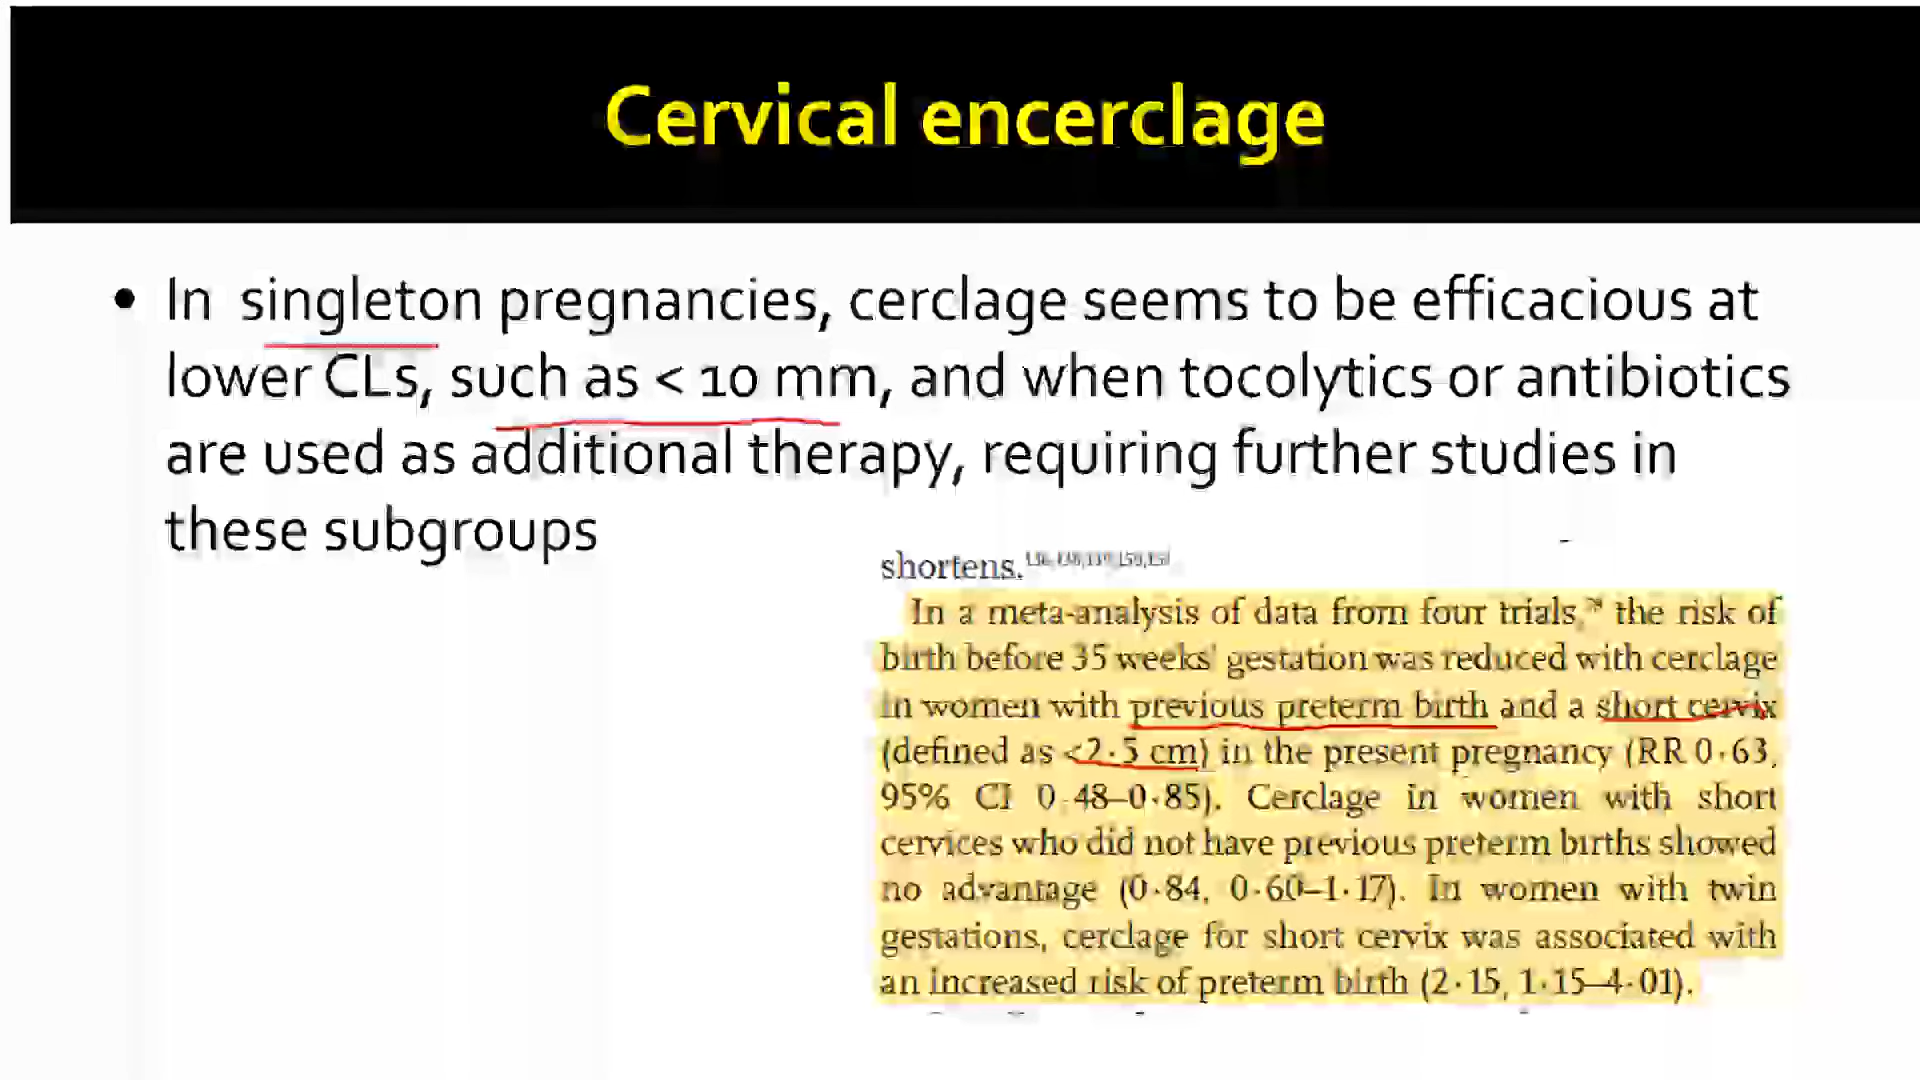 Cervical encerclage
• In singleton pregnancies, cerclage seems to be efficacious at
lower CLs, such as < 10 mm, and when tocolytics or antibiotics
are used as additional therapy, requiring further studies in
these subgroups
shortens.
In a meta-analysis of data from four trials, the risk of
birth before 35 weeks' gestation was reduced with cerclage
in women with previous preterm birth and a short cervix
(defined as <2·5 cm) in the present pregnancy (RR 0·63,
95% CI 0·48–0·85). Cerclage in women with short
cervices who did not have previous preterm births showed
no advantage (0·84, 0·60–1·17). In women with twin
gestations, cerclage for short cervix was associated with
an increased risk of preterm birth (2·15, 1·15–4·01).